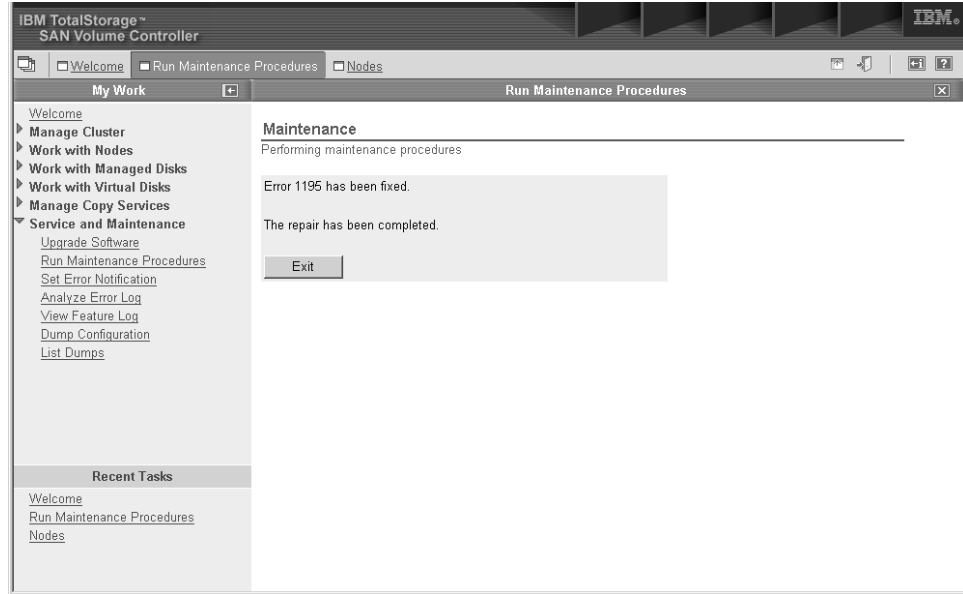 IBM TotalStorage™
SAN Volume Controller
IBM®
Welcome
Run Maintenance Procedures
Nodes
?
My Work
Run Maintenance Procedures
Welcome
Manage Cluster
Work with Nodes
Work with Managed Disks
Work with Virtual Disks
Manage Copy Services
Service and Maintenance
Upgrade Software
Run Maintenance Procedures
Set Error Notification
Analyze Error Log
View Feature Log
Dump Configuration
List Dumps
Recent Tasks
Welcome
Run Maintenance Procedures
Nodes
Maintenance
Performing maintenance procedures
Error 1195 has been fixed.
The repair has been completed.
Exit